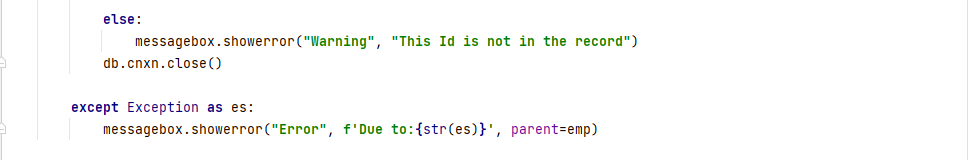 else:
messagebox.showerror("Warning", "This Id is not in the record")
db.cnxn.close()
except Exception as es:
messagebox.showerror("Error", f'Due to:{str(es)}', parent=emp)